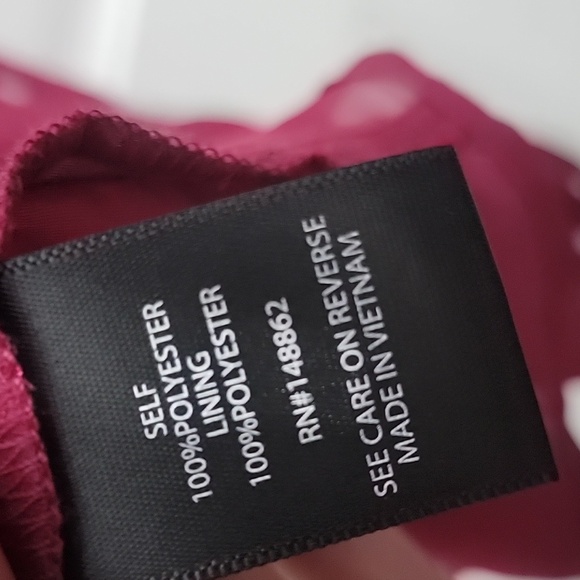 SELF
100%POLYESTER
LINING
100%POLYESTER
RN#148862
SEE CARE ON REVERSE
MADE IN VIETNAM